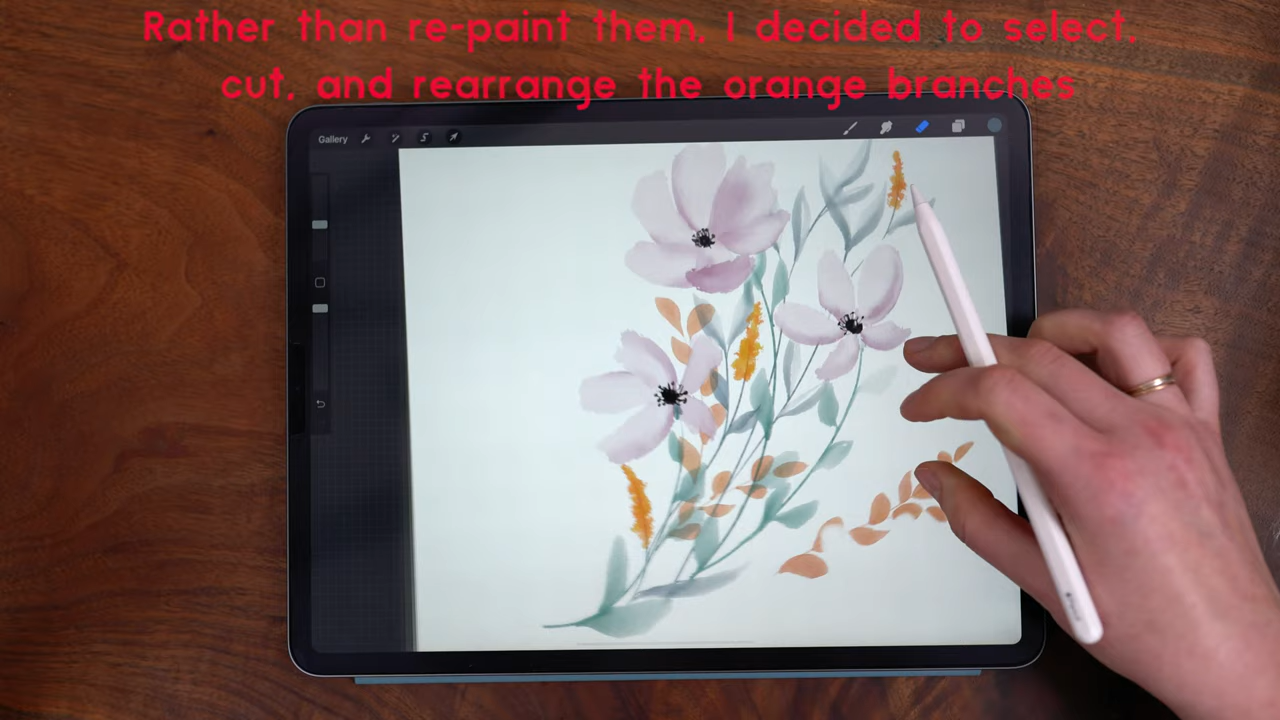 Rather than re-paint them, I decided to select,
cut, and rearrange the orange branches
Gallery